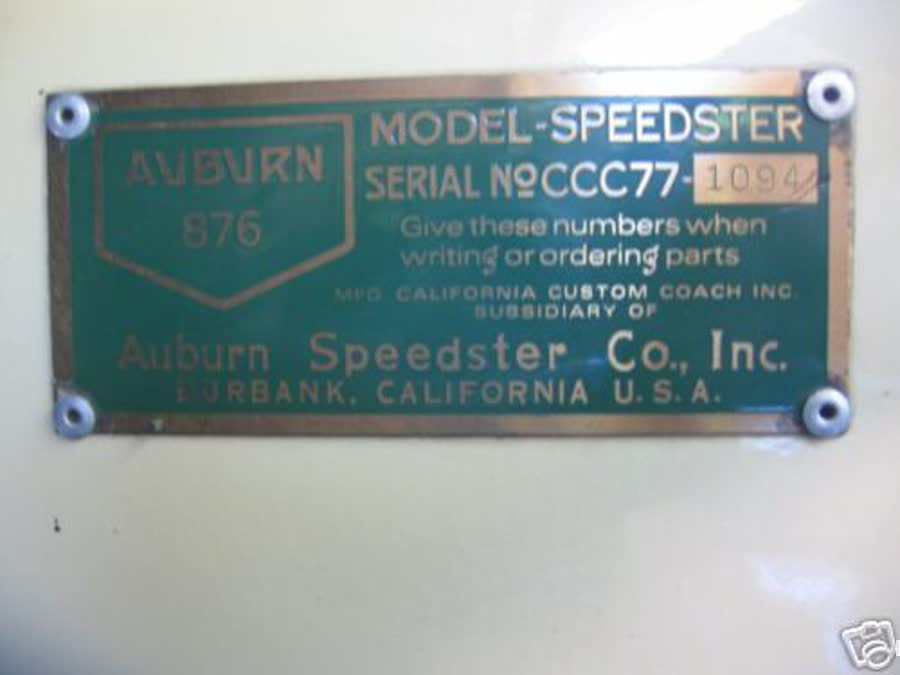 AUBURN
876
MODEL-SPEEDSTER
SERIAL NºCCC77-1094
Give these numbers when
writing or ordering parts
MFG CALIFORNIA CUSTOM COACH INC.
SUBSIDIARY OF
Auburn Speedster Co., Inc.
BURBANK, CALIFORNIA U.S.A.